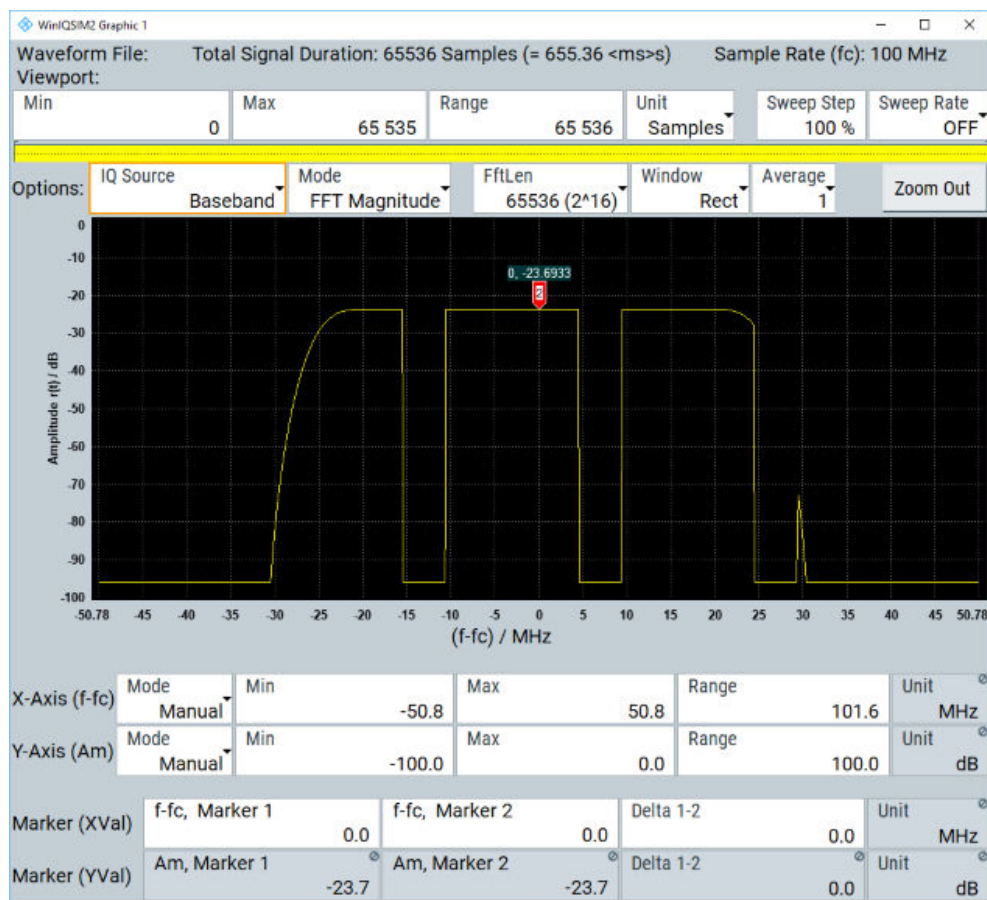 WinIQSIM2 Graphic 1
Waveform File: Total Signal Duration: 65536 Samples (= 655.36 <ms>s) Sample Rate (fc): 100 MHz
Viewport:
Min Max Range Unit Sweep Step Sweep Rate
0 65 535 65 536 Samples 100 % OFF
Options: IQ Source Mode FftLen Window Average Zoom Out
Baseband FFT Magnitude 65536 (2^16) Rect 1
0, -23.6933
2
Amplitude r(t) / dB
0
-10
-20
-30
-40
-50
-60
-70
-80
-90
-100
-50.78 -45 -40 -35 -30 -25 -20 -15 -10 -5 0 5 10 15 20 25 30 35 40 45 50.78
(f-fc) / MHz
X-Axis (f-fc) Mode Min Max Range Unit
Manual -50.8 50.8 101.6 MHz
Y-Axis (Am) Mode Min Max Range Unit
Manual -100.0 0.0 100.0 dB
Marker (XVal) f-fc, Marker 1 f-fc, Marker 2 Delta 1-2 Unit
0.0 0.0 0.0 MHz
Marker (YVal) Am, Marker 1 Am, Marker 2 Delta 1-2 Unit
-23.7 -23.7 0.0 dB